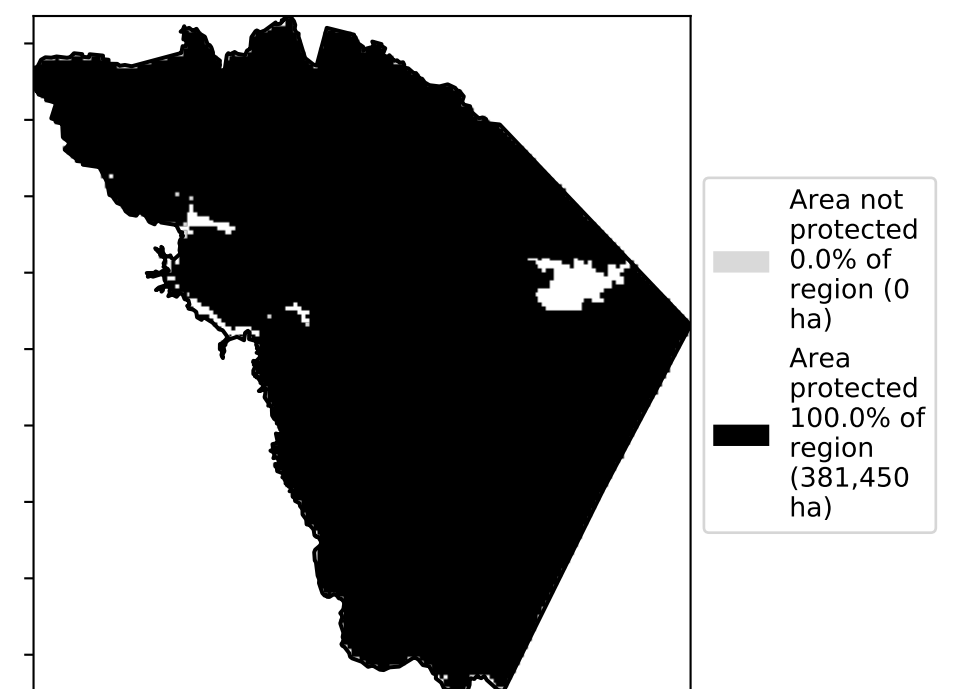 Area not
protected
0.0% of
region (0
ha)
Area
protected
100.0% of
region
(381,450
ha)